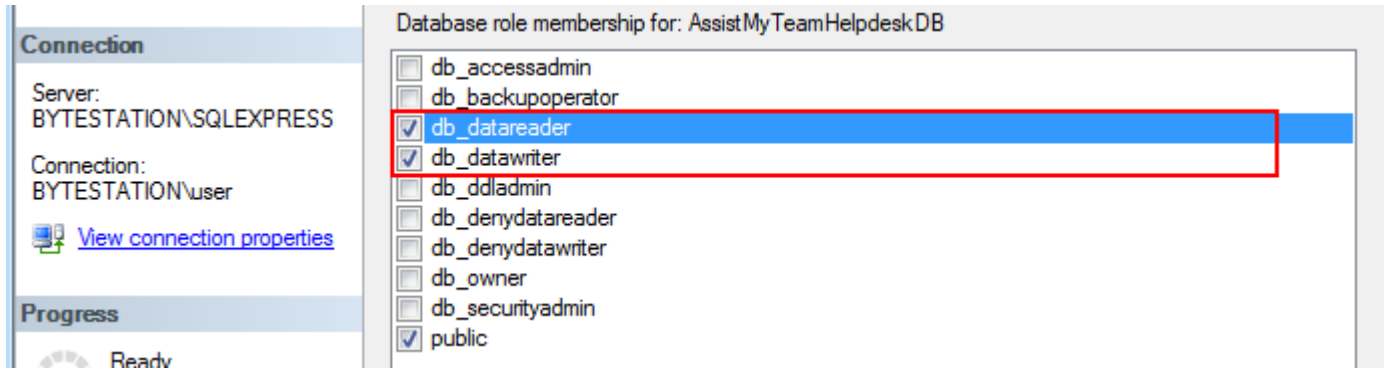 Connection
Server:
BYTESTATION\SQLEXPRESS
Connection:
BYTESTATION\user
View connection properties
Progress
Ready
Database role membership for: AssistMyTeamHelpdeskDB
db_accessadmin
db_backupoperator
db_datareader
db_datawriter
db_ddladmin
db_denydatareader
db_denydatawriter
db_owner
db_securityadmin
public